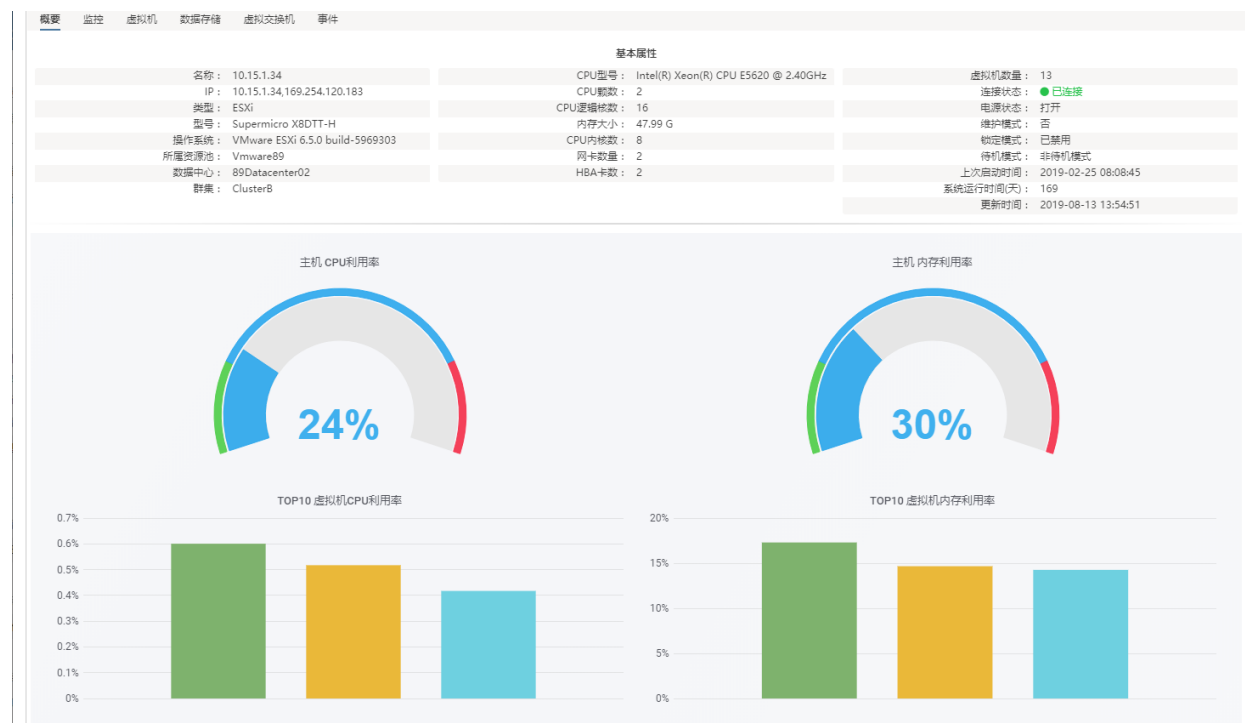 概要 监控 虚拟机 数据存储 虚拟交换机 事件
基本属性
名称： 10.15.1.34 CPU型号： Intel(R) Xeon(R) CPU E5620 @ 2.40GHz 虚拟机数量： 13
IP： 10.15.1.34,169.254.120.183 CPU颗数： 2 连接状态： 已连接
类型： ESXi CPU逻辑核数： 16 电源状态： 打开
型号： Supermicro X8DTT-H 内存大小： 47.99 G 维护模式： 否
操作系统： VMware ESXi 6.5.0 build-5969303 CPU内核数： 8 锁定模式： 已禁用
所属资源池： Vmware89 网卡数量： 2 待机模式： 非待机模式
数据中心： 89Datacenter02 HBA卡数： 2 上次启动时间： 2019-02-25 08:08:45
群集： ClusterB 系统运行时间(天)： 169
更新时间： 2019-08-13 13:54:51
主机 CPU利用率 主机 内存利用率
24% 30%
TOP10 虚拟机CPU利用率 TOP10 虚拟机内存利用率
0.7% 20%
0.6%
0.5% 15%
0.4%
0.3% 10%
0.2% 5%
0.1%
0% 0%